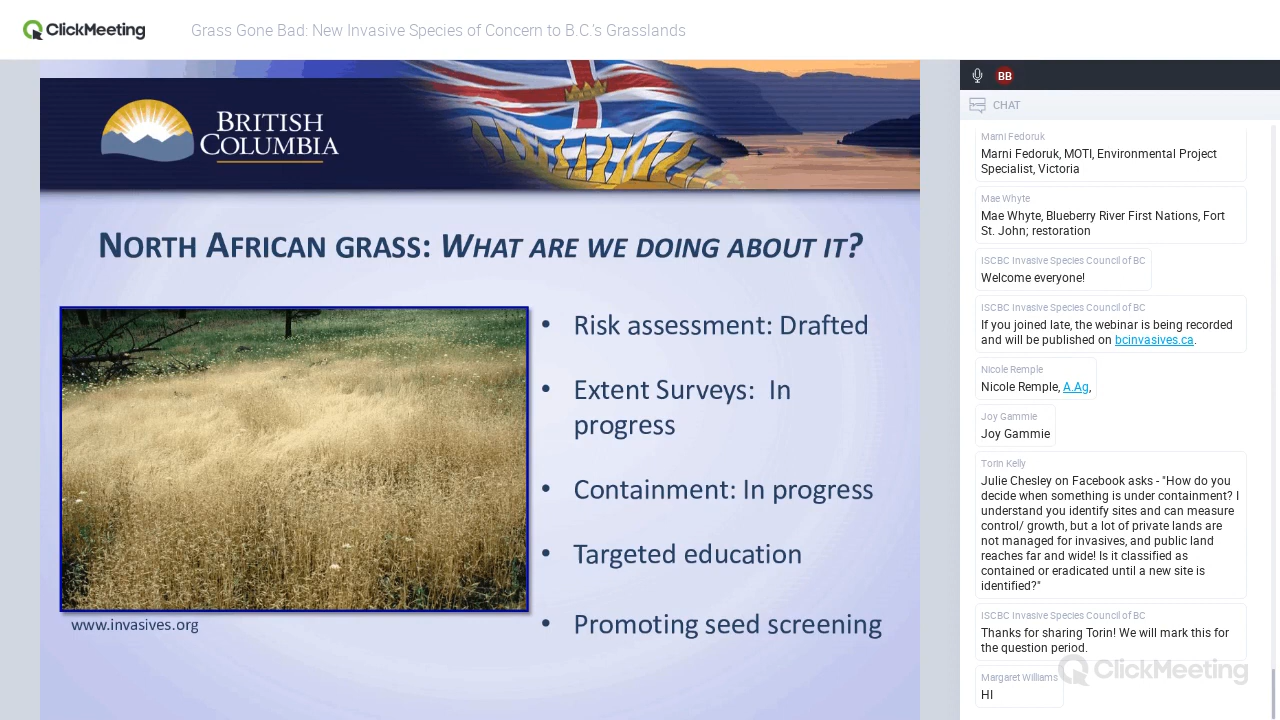 ClickMeeting
Grass Gone Bad: New Invasive Species of Concern to B.C.'s Grasslands
BRITISH
COLUMBIA
NORTH AFRICAN GRASS: WHAT ARE WE DOING ABOUT IT?
• Risk assessment: Drafted
• Extent Surveys: In
progress
• Containment: In progress
• Targeted education
• Promoting seed screening
www.invasives.org
BB
CHAT
Marni Fedoruk
Marni Fedoruk, MOTI, Environmental Project
Specialist, Victoria
Mae Whyte
Mae Whyte, Blueberry River First Nations, Fort
St. John; restoration
ISCBC Invasive Species Council of BC
Welcome everyone!
ISCBC Invasive Species Council of BC
If you joined late, the webinar is being recorded
and will be published on bcinvasives.ca.
Nicole Remple
Nicole Remple, A.Ag,
Joy Gammie
Joy Gammie
Torin Kelly
Julie Chesley on Facebook asks - "How do you
decide when something is under containment? I
understand you identify sites and can measure
control/ growth, but a lot of private lands are
not managed for invasives, and public land
reaches far and wide! Is it classified as
contained or eradicated until a new site is
identified?"
ISCBC Invasive Species Council of BC
Thanks for sharing Torin! We will mark this for
the question period.
Margaret Williams
HI
ClickMeeting